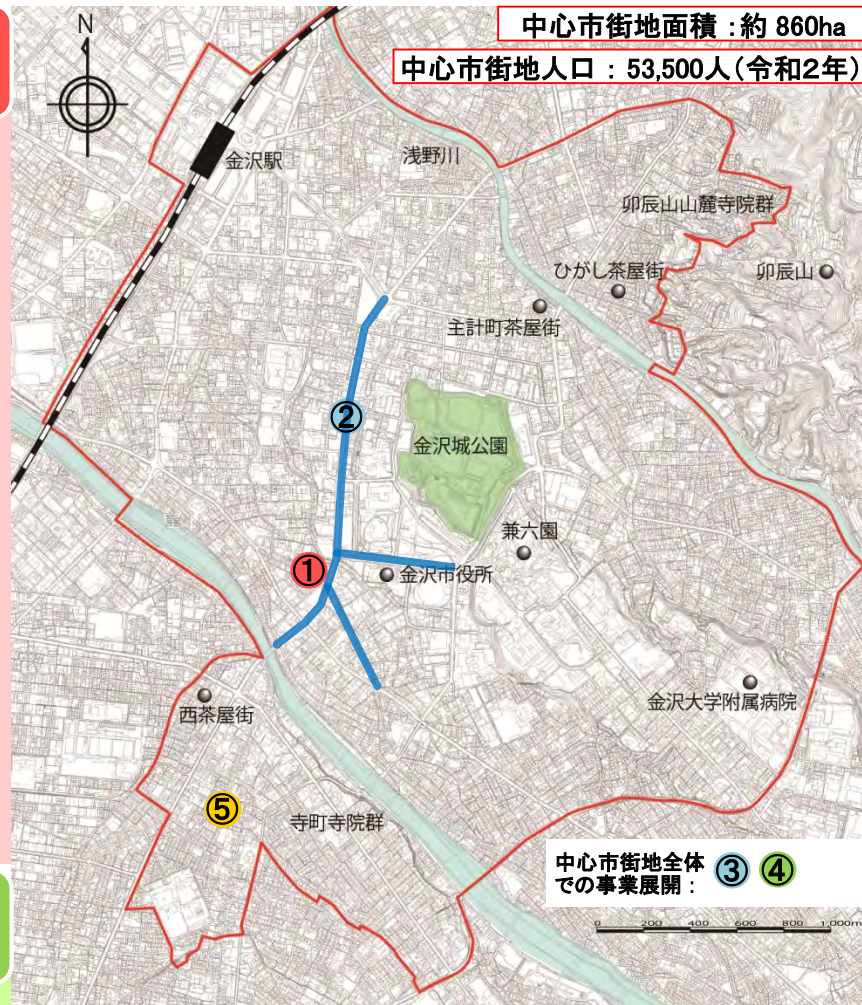 中心市街地面積 :約 860ha
中心市街地人口 : 53,500人(令和2年)
N
金沢駅
浅野川
卯辰山山麓寺院群
ひがし茶屋街
卯辰山
主計町茶屋街
②
金沢城公園
兼六園
①
金沢市役所
西茶屋街
金沢大学附属病院
⑤
寺町寺院群
中心市街地全体
での事業展開 : ③ ④
0 200 400 600 800 1,000m